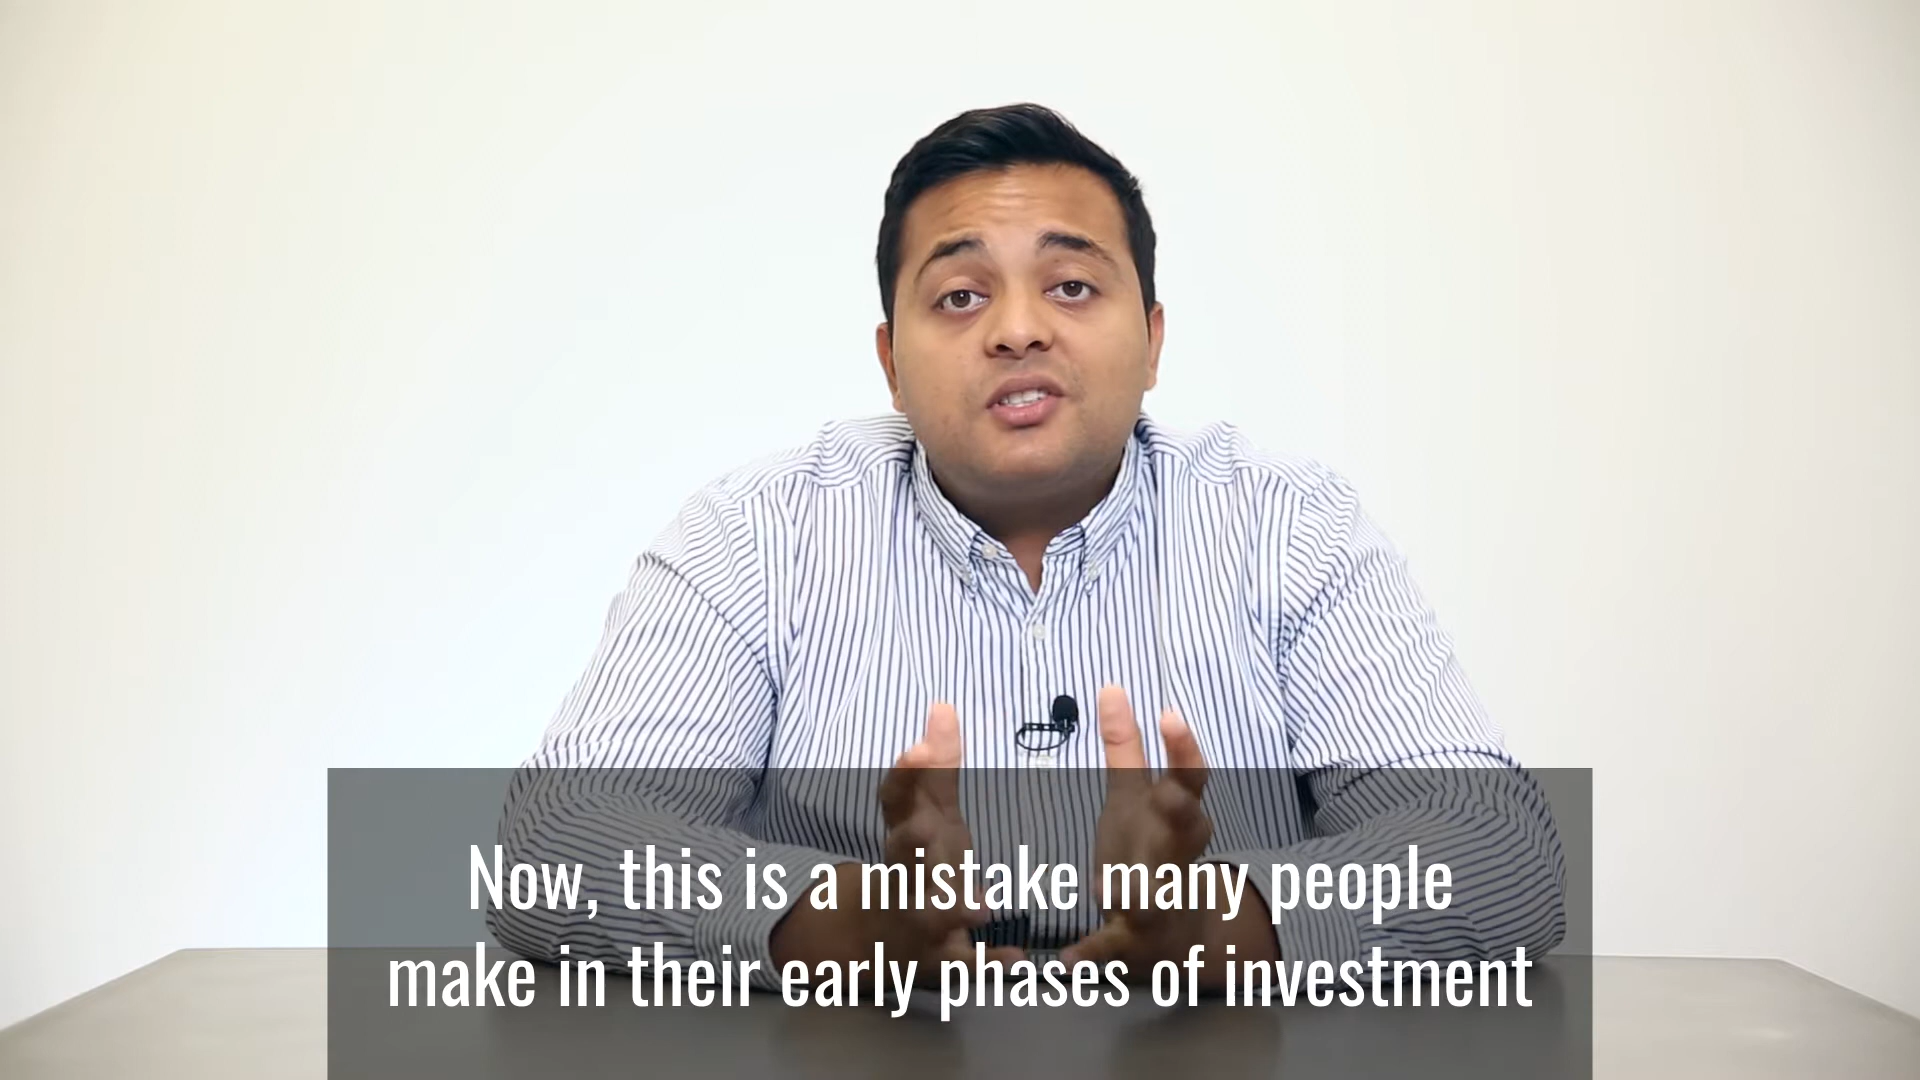 Now, this is a mistake many people
make in their early phases of investment